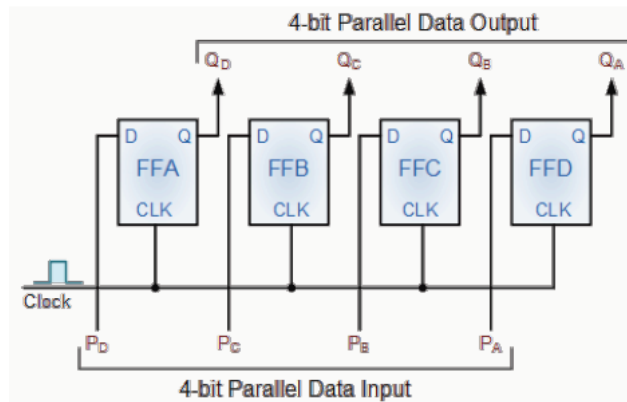 4-bit Parallel Data Output
QD QC QB QA
D Q D Q D Q D Q
FFA FFB FFC FFD
CLK CLK CLK CLK
Clock
PD PC PB PA
4-bit Parallel Data Input